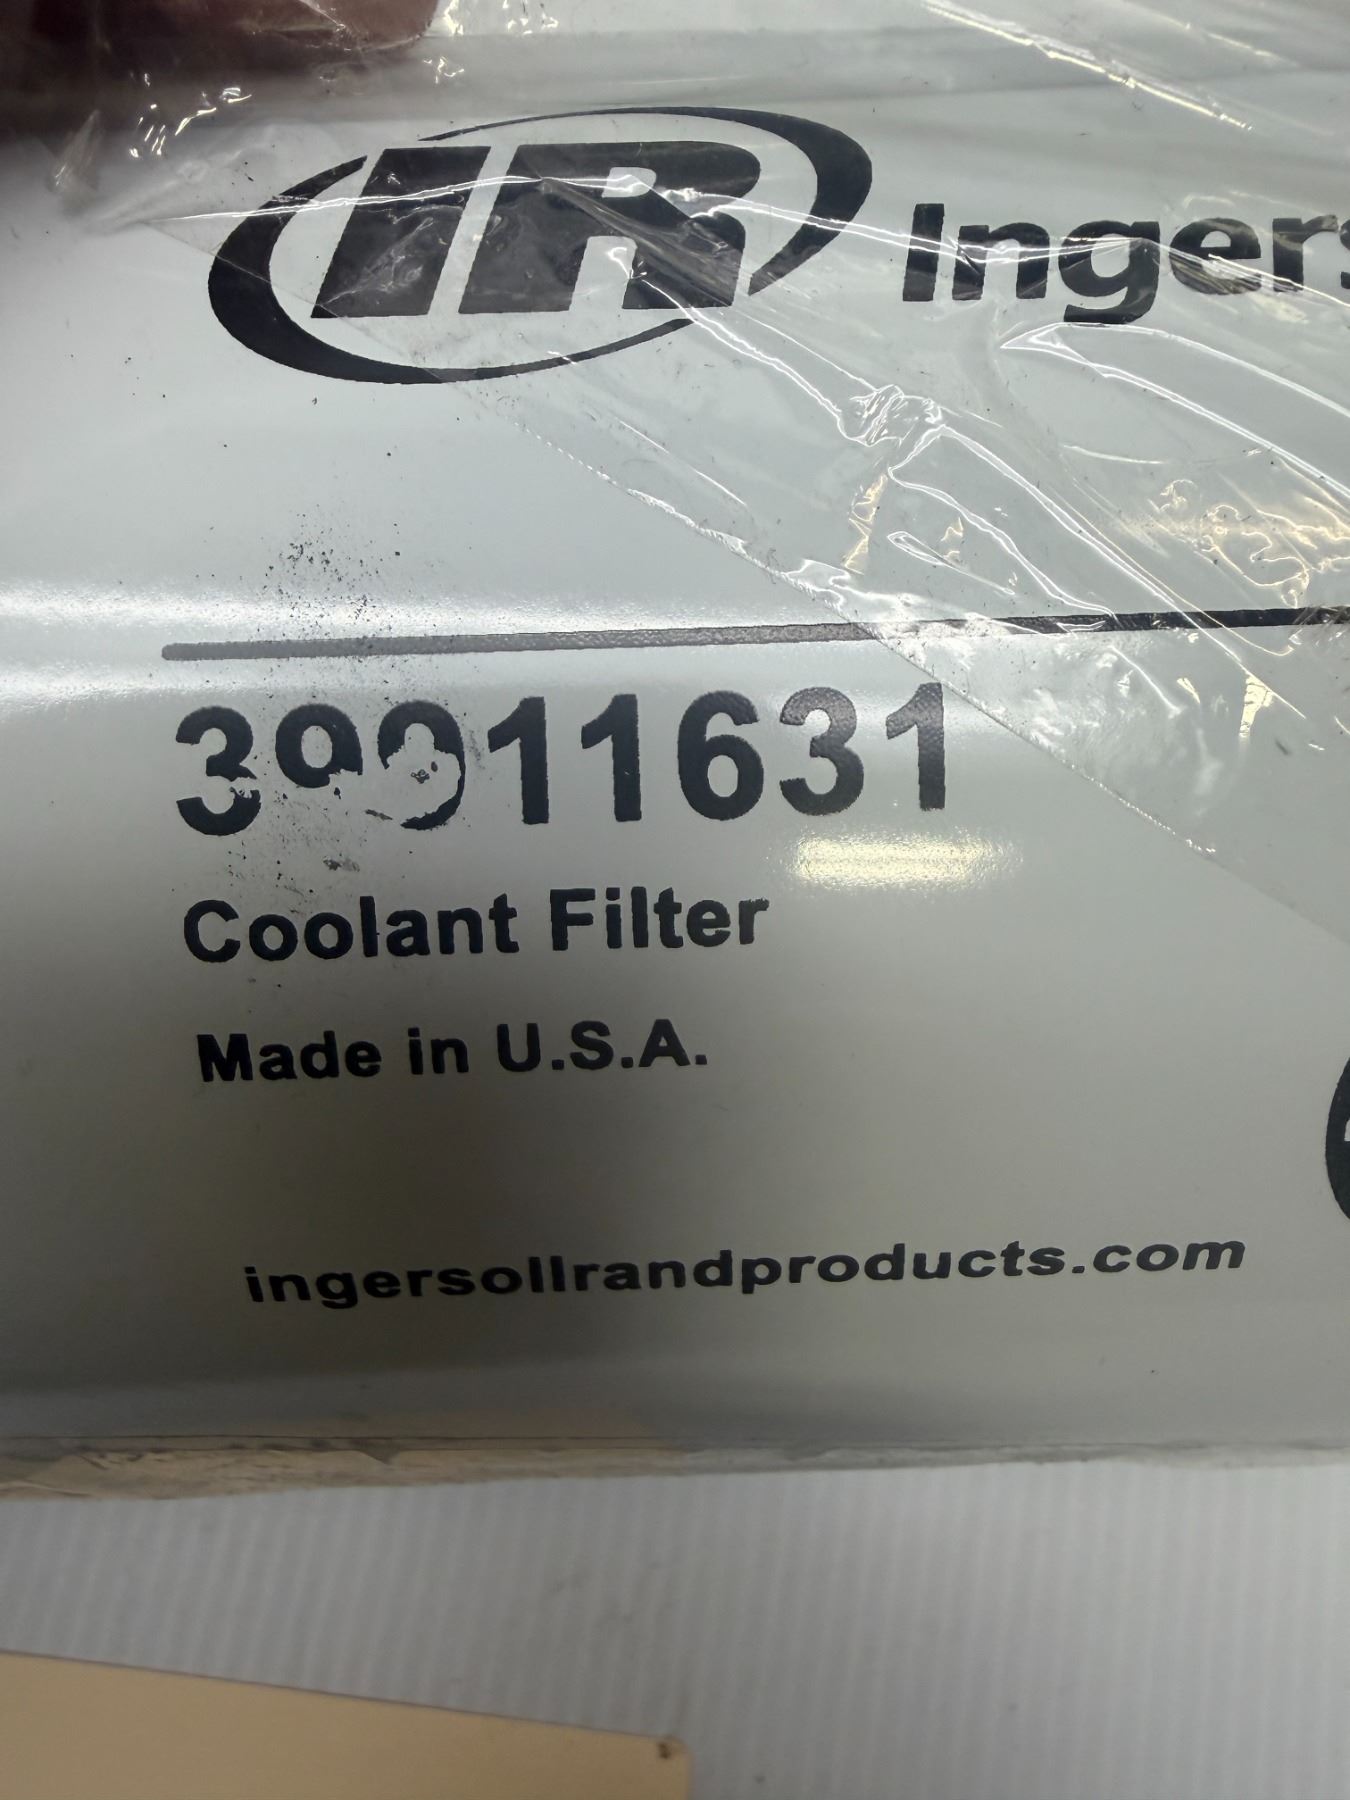 IR Ingers
39911631
Coolant Filter
Made in U.S.A.
ingersollrandproducts.com